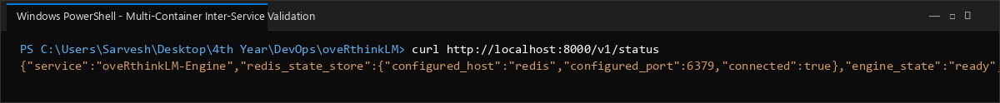 Windows PowerShell - Multi-Container Inter-Service Validation
PS C:\Users\Sarvesh\Desktop\4th Year\DevOps\oveRthinkLM> curl http://localhost:8000/v1/status
{"service":"oveRthinkLM-Engine","redis_state_store":{"configured_host":"redis","configured_port":6379,"connected":true},"engine_state":"ready",